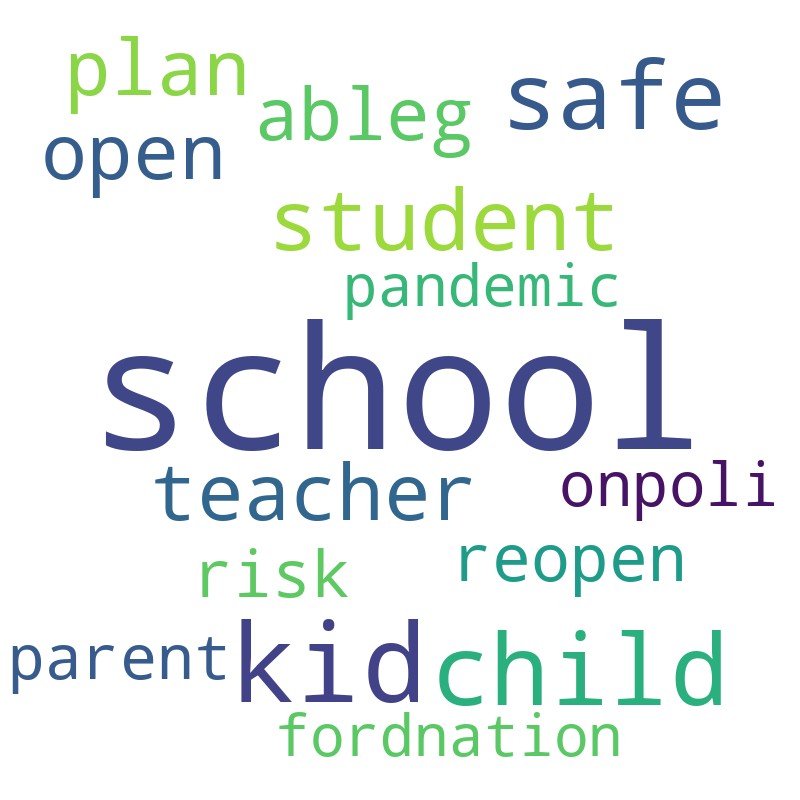 plan
ableg
safe
open
student
pandemic
school
teacher
onpoli
risk
reopen
parent
kid
child
fordnation